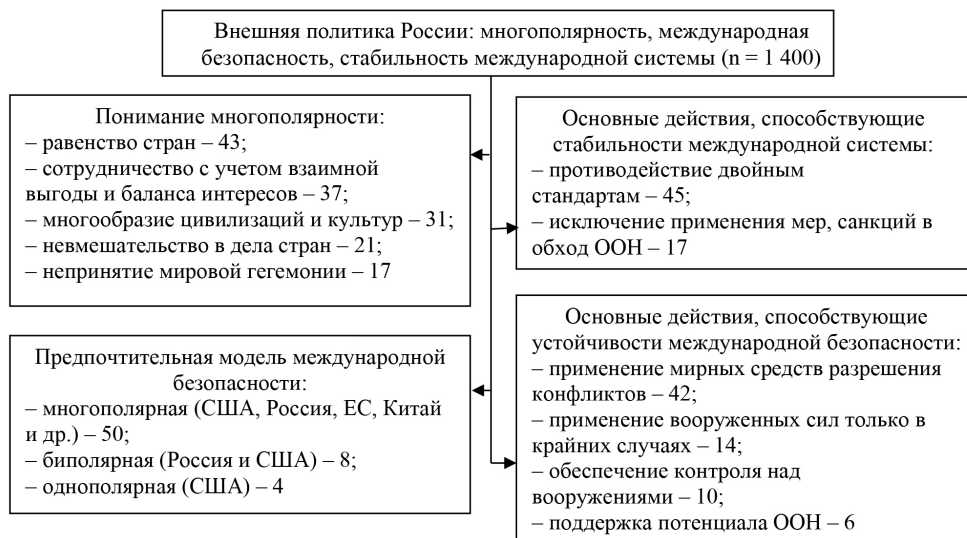 Внешняя политика России: многополярность, международная
безопасность, стабильность международной системы (n = 1 400)
Понимание многополярности:
– равенство стран – 43;
– сотрудничество с учетом взаимной
выгоды и баланса интересов – 37;
– многообразие цивилизаций и культур – 31;
– невмешательство в дела стран – 21;
– непринятие мировой гегемонии – 17
Основные действия, способствующие
стабильности международной системы:
– противодействие двойным
стандартам – 45;
– исключение применения мер, санкций в
обход ООН – 17
Предпочтительная модель международной
безопасности:
– многополярная (США, Россия, ЕС, Китай
и др.) – 50;
– биполярная (Россия и США) – 8;
– однополярная (США) – 4
Основные действия, способствующие
устойчивости международной безопасности:
– применение мирных средств разрешения
конфликтов – 42;
– применение вооруженных сил только в
крайних случаях – 14;
– обеспечение контроля над
вооружениями – 10;
– поддержка потенциала ООН – 6